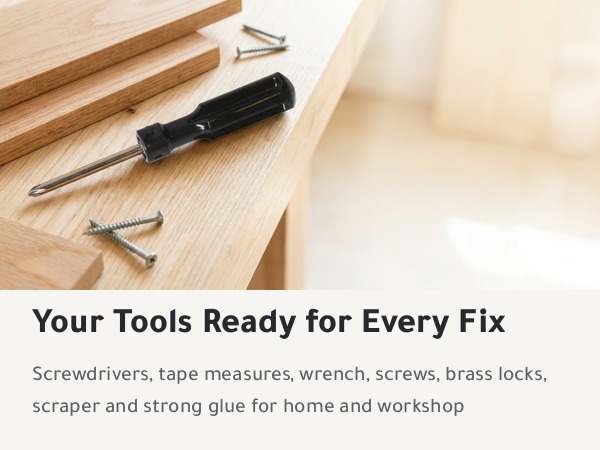 Your Tools Ready for Every Fix
Screwdrivers, tape measures, wrench, screws, brass locks,
scraper and strong glue for home and workshop